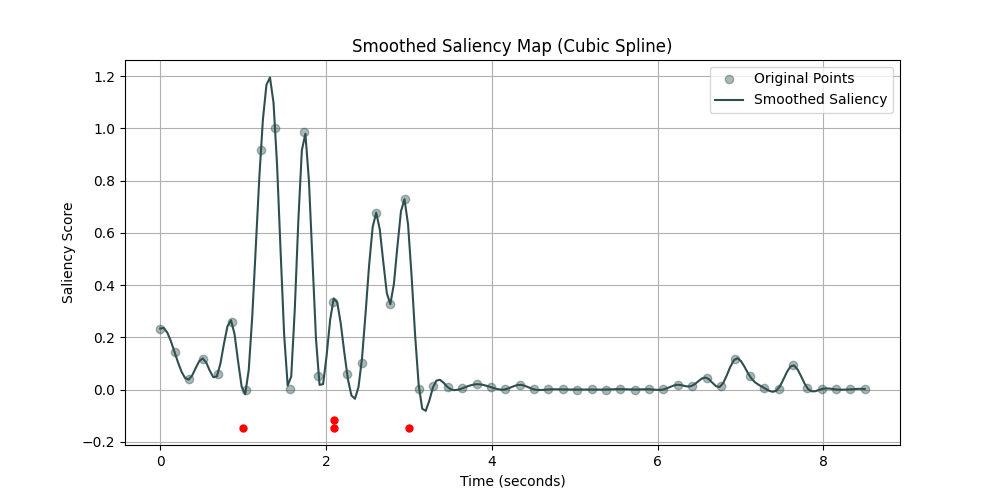 Smoothed Saliency Map (Cubic Spline)
Original Points
Smoothed Saliency
Saliency Score
1.2
1.0
0.8
0.6
0.4
0.2
0.0
−0.2
0 2 4 6 8
Time (seconds)